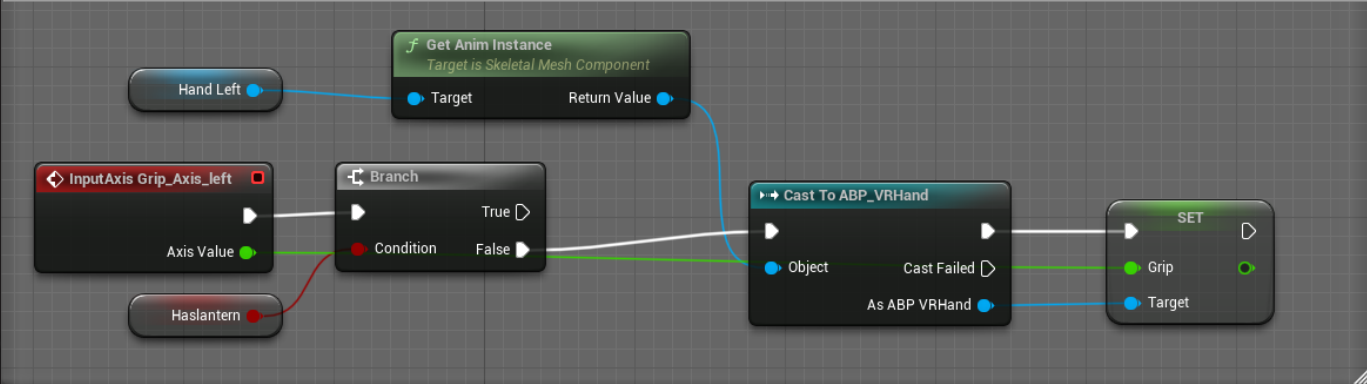 Get Anim Instance
Target is Skeletal Mesh Component
Hand Left
Target
Return Value
InputAxis Grip_Axis_left
Axis Value
Branch
True
Condition
False
Haslantern
Cast To ABP_VRHand
Object
Cast Failed
As ABP VRHand
SET
Grip
Target